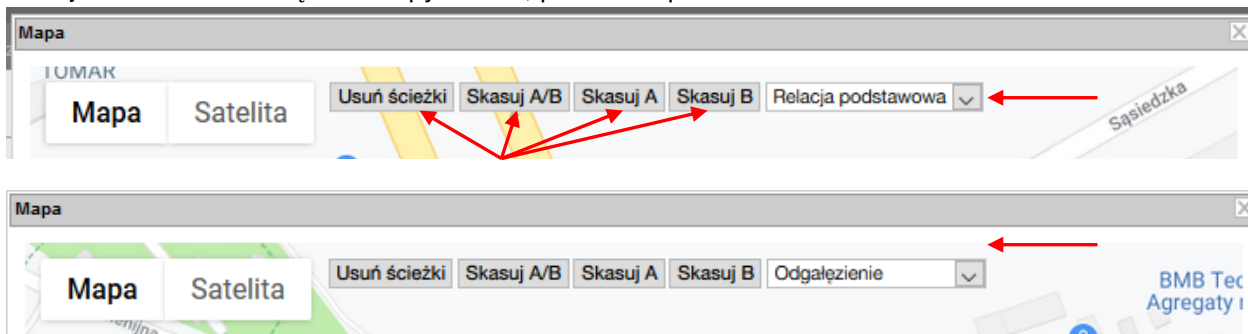 Mapa
TOMAR
Mapa Satelita Usuń ścieżki Skasuj A/B Skasuj A Skasuj B Relacja podstawowa
Sąsiedzka
Mapa
Mapa Satelita Usuń ścieżki Skasuj A/B Skasuj A Skasuj B Odgałęzienie
BMB Tec
Agregaty